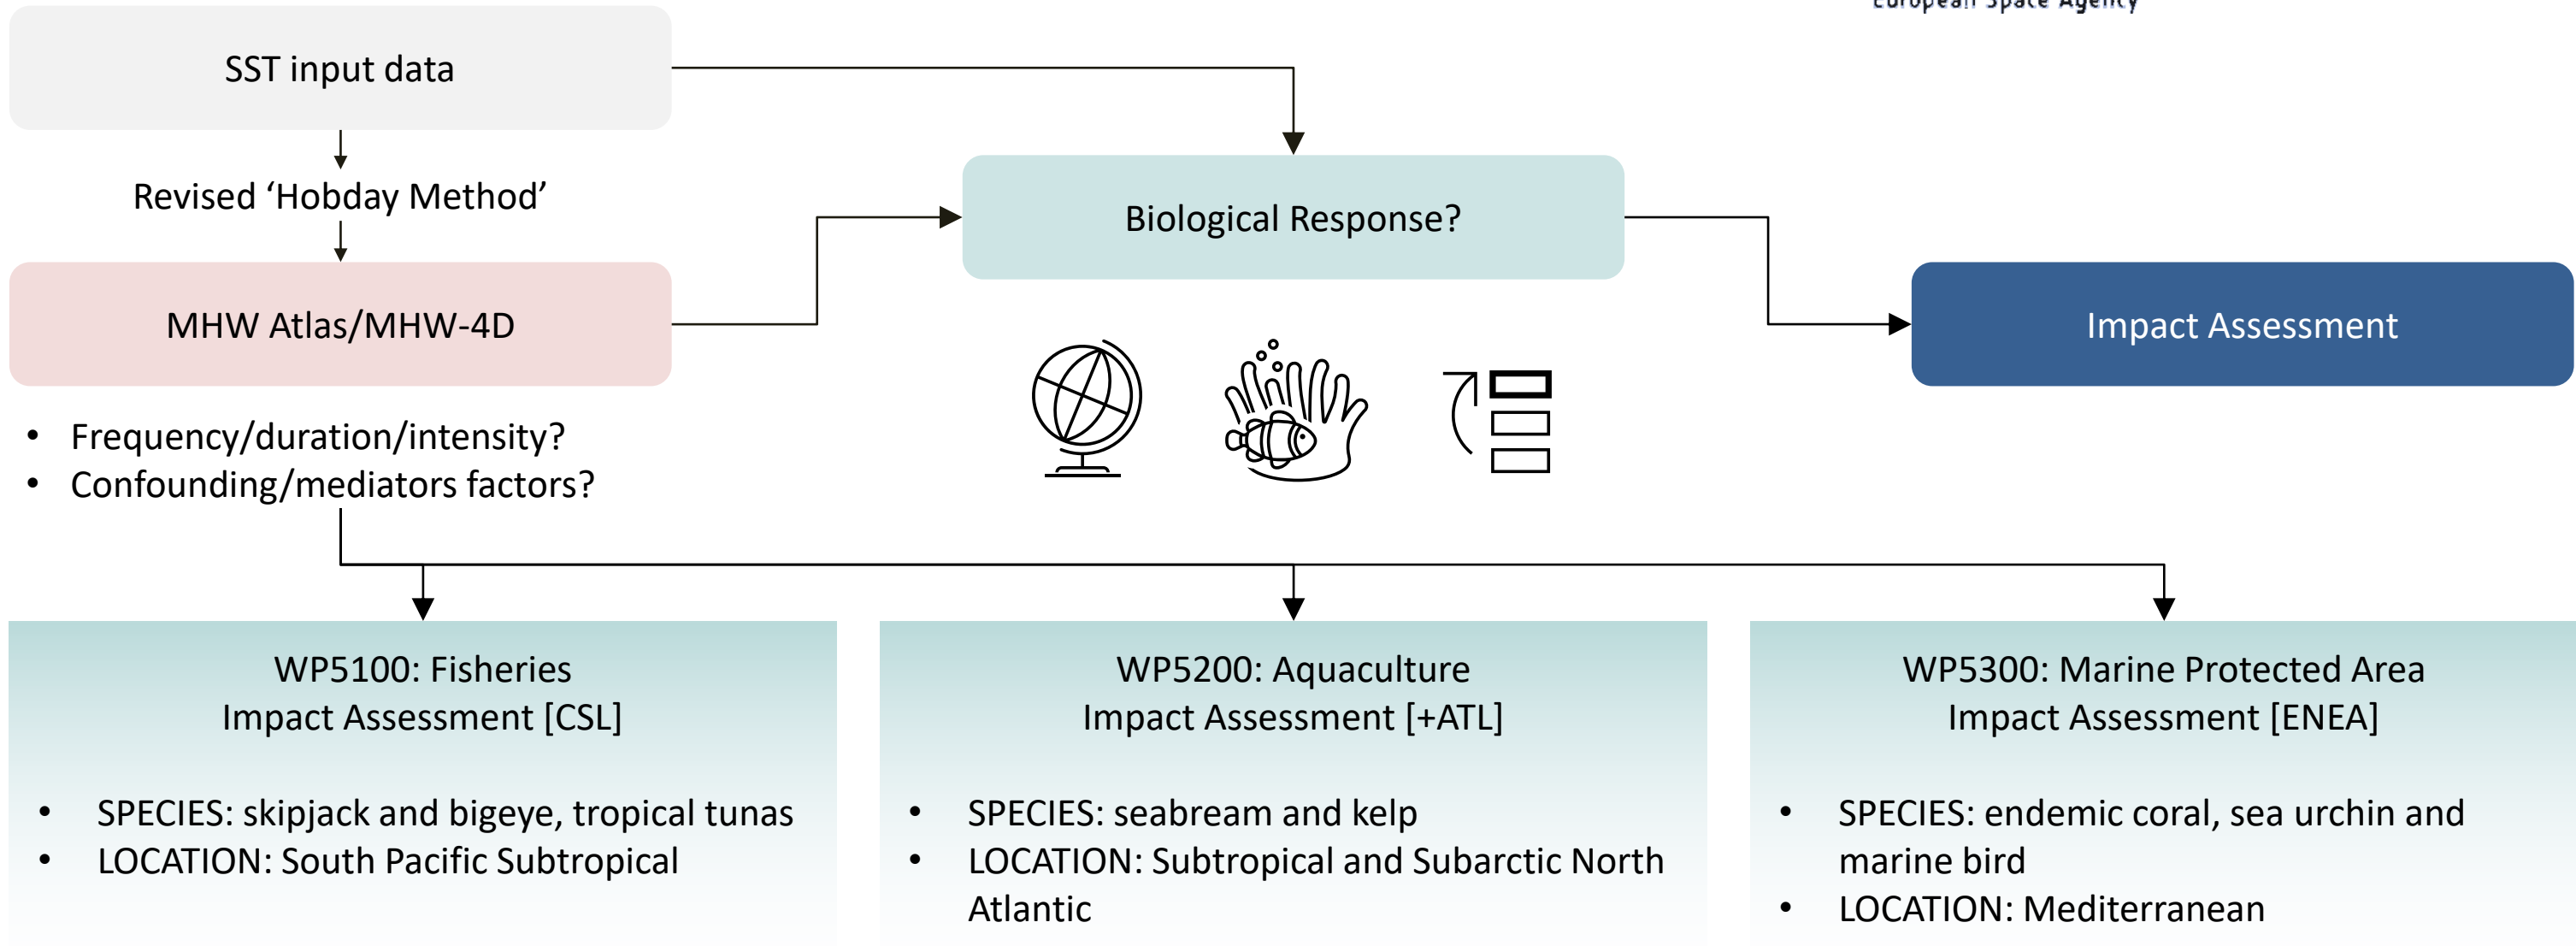 European Space Agency
SST input data
Revised ‘Hobday Method’
Biological Response?
MHW Atlas/MHW-4D
Impact Assessment
• Frequency/duration/intensity?
• Confounding/mediators factors?
WP5100: Fisheries
Impact Assessment [CSL]
• SPECIES: skipjack and bigeye, tropical tunas
• LOCATION: South Pacific Subtropical
WP5200: Aquaculture
Impact Assessment [+ATL]
• SPECIES: seabream and kelp
• LOCATION: Subtropical and Subarctic North
Atlantic
WP5300: Marine Protected Area
Impact Assessment [ENEA]
• SPECIES: endemic coral, sea urchin and
marine bird
• LOCATION: Mediterranean